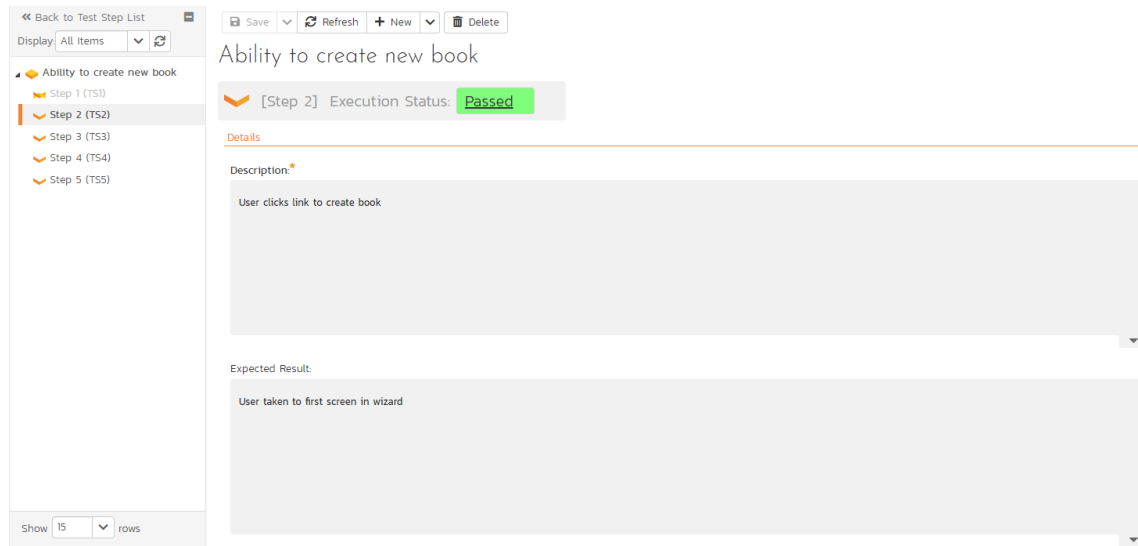 Back to Test Step List
Display: All Items
Ability to create new book
Step 1 (TS1)
Step 2 (TS2)
Step 3 (TS3)
Step 4 (TS4)
Step 5 (TS5)
Show 15 rows
Save Refresh New Delete
Ability to create new book
[Step 2] Execution Status: Passed
Details
Description:*
User clicks link to create book
Expected Result:
User taken to first screen in wizard